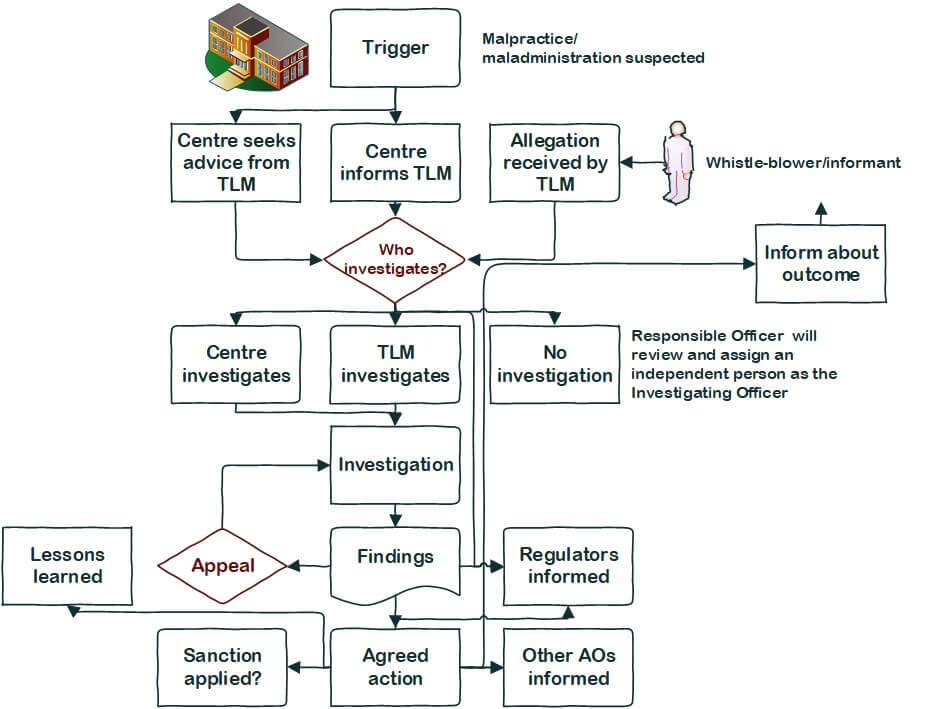 Trigger
Malpractice/
maladministration suspected
Centre seeks
advice from
TLM
Centre
informs TLM
Allegation
received by
TLM
Whistle-blower/informant
Who
investigates?
Inform about
outcome
Centre
investigates
TLM
investigates
No
investigation
Responsible Officer will
review and assign an
independent person as the
Investigating Officer
Investigation
Lessons
learned
Appeal
Findings
Regulators
informed
Sanction
applied?
Agreed
action
Other AOs
informed